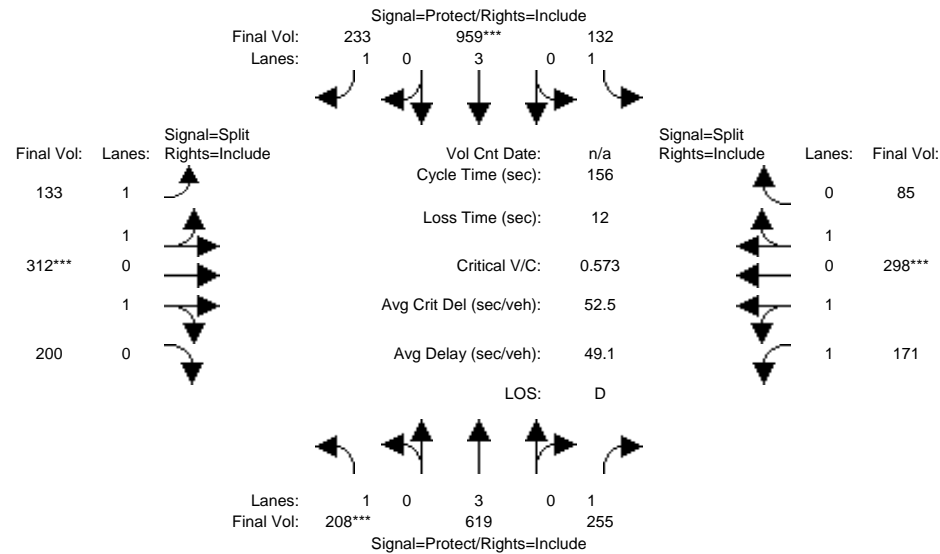 Signal=Protect/Rights=Include
Final Vol: 233 959*** 132
Lanes: 1 0 3 0 1
Signal=Split
Final Vol: Lanes: Rights=Include
Vol Cnt Date: n/a
Signal=Split
Rights=Include Lanes: Final Vol:
Cycle Time (sec): 156
133 1
0 85
Loss Time (sec): 12
1
1
312*** 0
Critical V/C: 0.573
0 298***
1
Avg Crit Del (sec/veh): 52.5
1
200 0
Avg Delay (sec/veh): 49.1
1 171
LOS: D
Lanes: 1 0 3 0 1
Final Vol: 208*** 619 255
Signal=Protect/Rights=Include